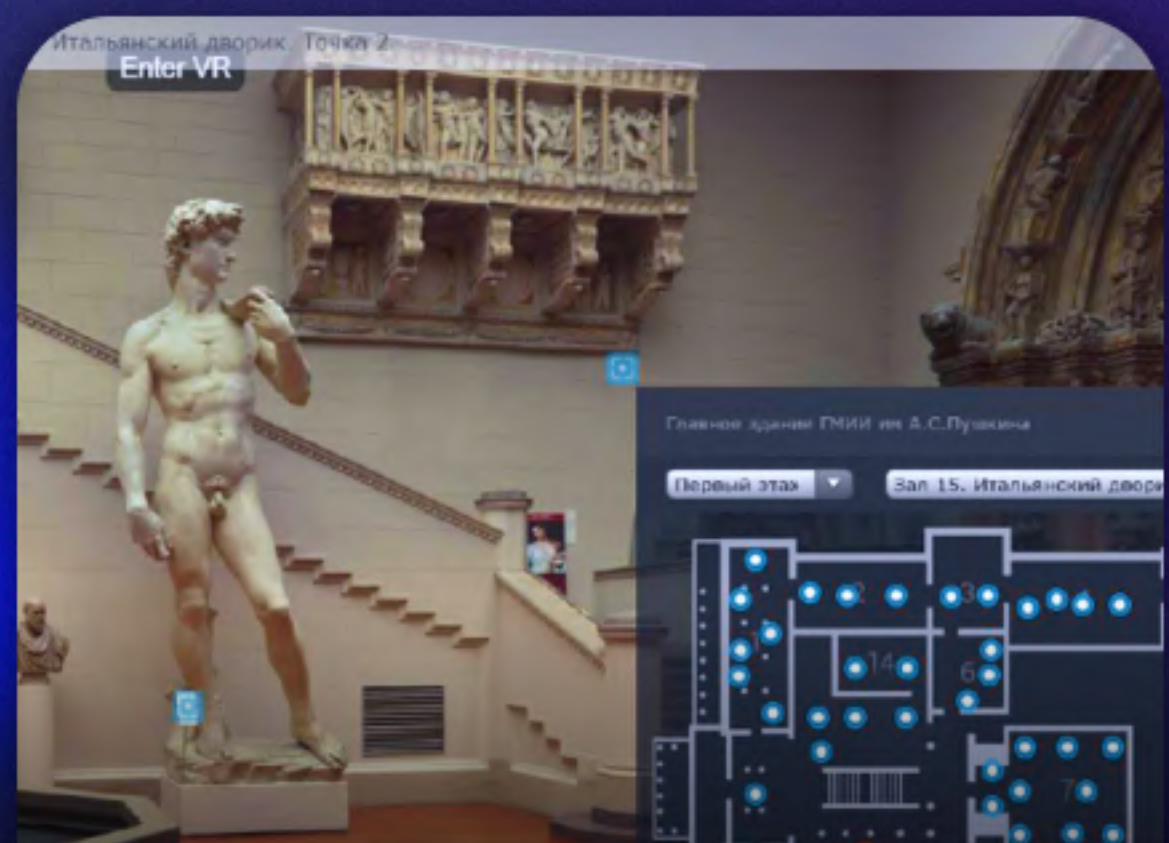 Итальянский дворик. Точка 2.
Enter VR
Главное здание ГМИИ им А.С.Пушкина
Первый этаж
Зал 15. Итальянский двори
1
2
3
14
6
7